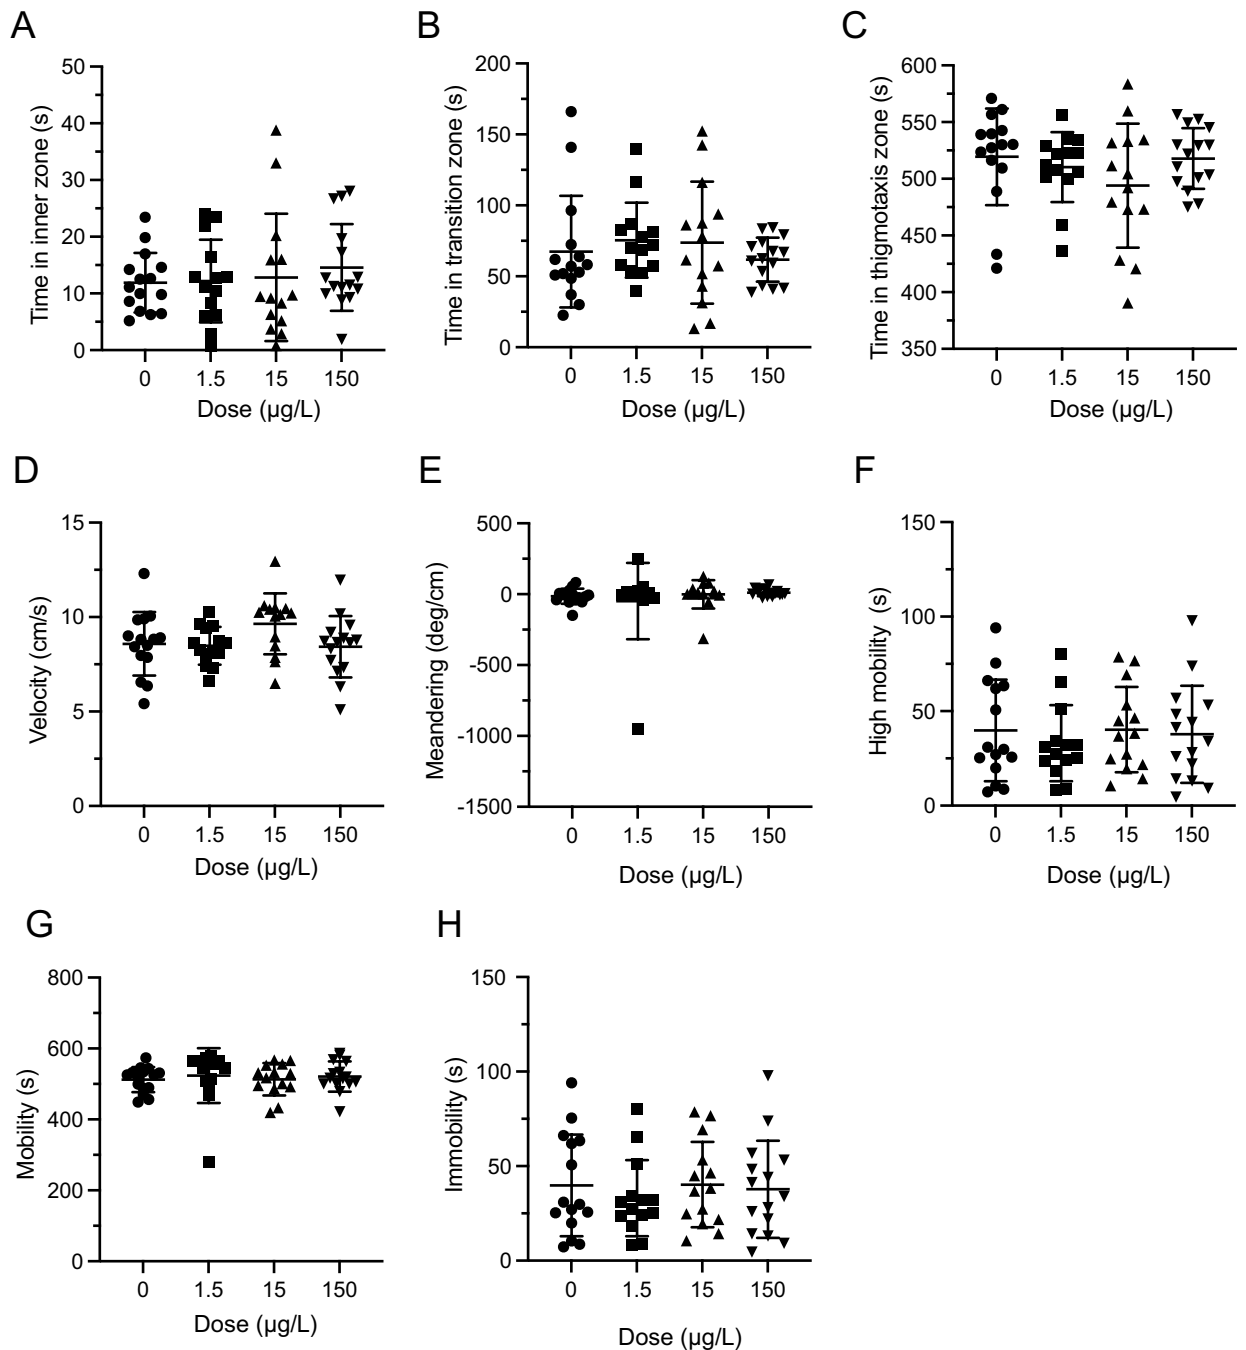 A
Time in inner zone (s)
50
40
30
20
10
0
0 1.5 15 150
Dose (µg/L)
B
Time in transition zone (s)
200
150
100
50
0
0 1.5 15 150
Dose (µg/L)
C
Time in thigmotaxis zone (s)
600
550
500
450
400
350
0 1.5 15 150
Dose (µg/L)
D
Velocity (cm/s)
15
10
5
0
0 1.5 15 150
Dose (µg/L)
E
Meandering (deg/cm)
500
0
-500
-1000
-1500
0 1.5 15 150
Dose (µg/L)
F
High mobility (s)
150
100
50
0
0 1.5 15 150
Dose (µg/L)
G
Mobility (s)
800
600
400
200
0
0 1.5 15 150
Dose (µg/L)
H
Immobility (s)
150
100
50
0
0 1.5 15 150
Dose (µg/L)